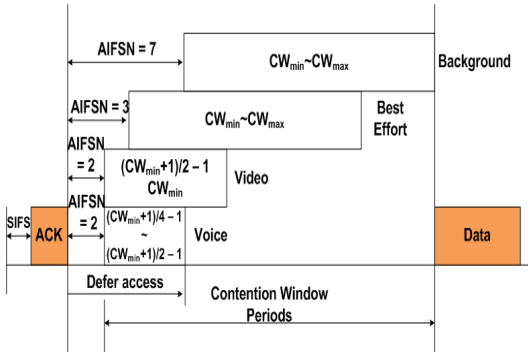 AIFSN = 7
CWmin~CWmax
Background
AIFSN = 3
CWmin~CWmax
Best
Effort
AIFSN
= 2
(CWmin+1)/2 – 1
CWmin
Video
AIFSN
= 2
(CWmin+1)/4 – 1
~
(CWmin+1)/2 – 1
Voice
SIFS
ACK
Data
Defer access
Contention Window
Periods